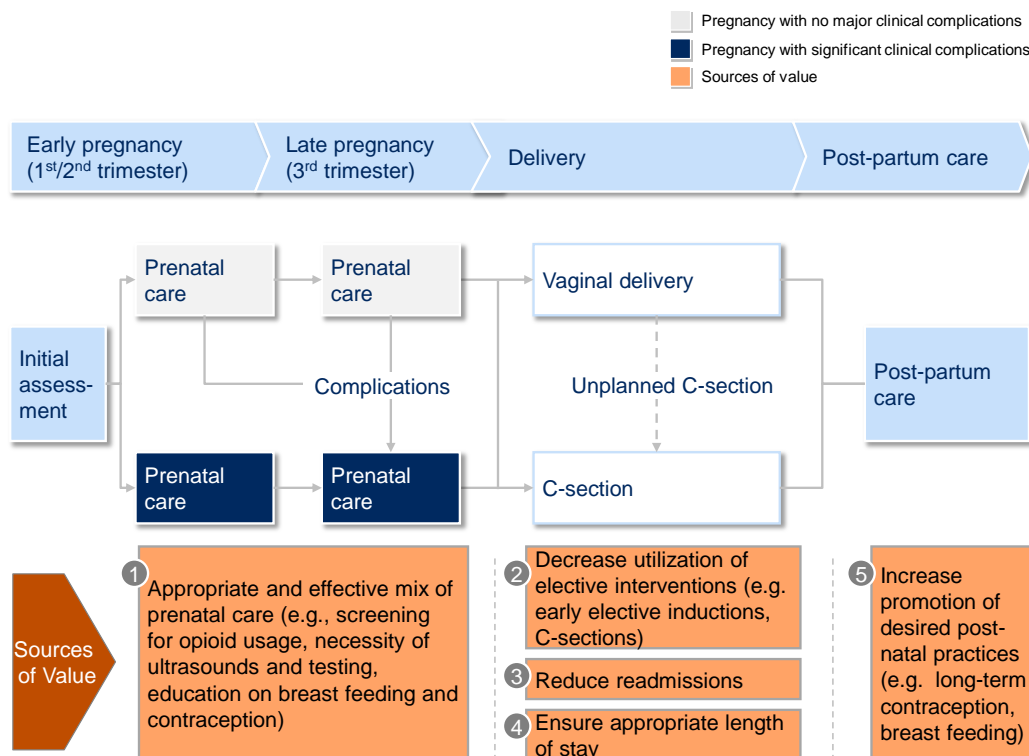 Pregnancy with no major clinical complications
Pregnancy with significant clinical complications
Sources of value
Early pregnancy
(1st/2nd trimester)
Late pregnancy
(3rd trimester)
Delivery
Post-partum care
Prenatal
care
Prenatal
care
Vaginal delivery
Initial
assess-
ment
Complications
Unplanned C-section
Post-partum
care
Prenatal
care
Prenatal
care
C-section
Sources
of Value
1
Appropriate and effective mix of
prenatal care (e.g., screening
for opioid usage, necessity of
ultrasounds and testing,
education on breast feeding and
contraception)
2
Decrease utilization of
elective interventions (e.g.
early elective inductions,
C-sections)
3
Reduce readmissions
4
Ensure appropriate length
of stay
5
Increase
promotion of
desired post-
natal practices
(e.g. long-term
contraception,
breast feeding)